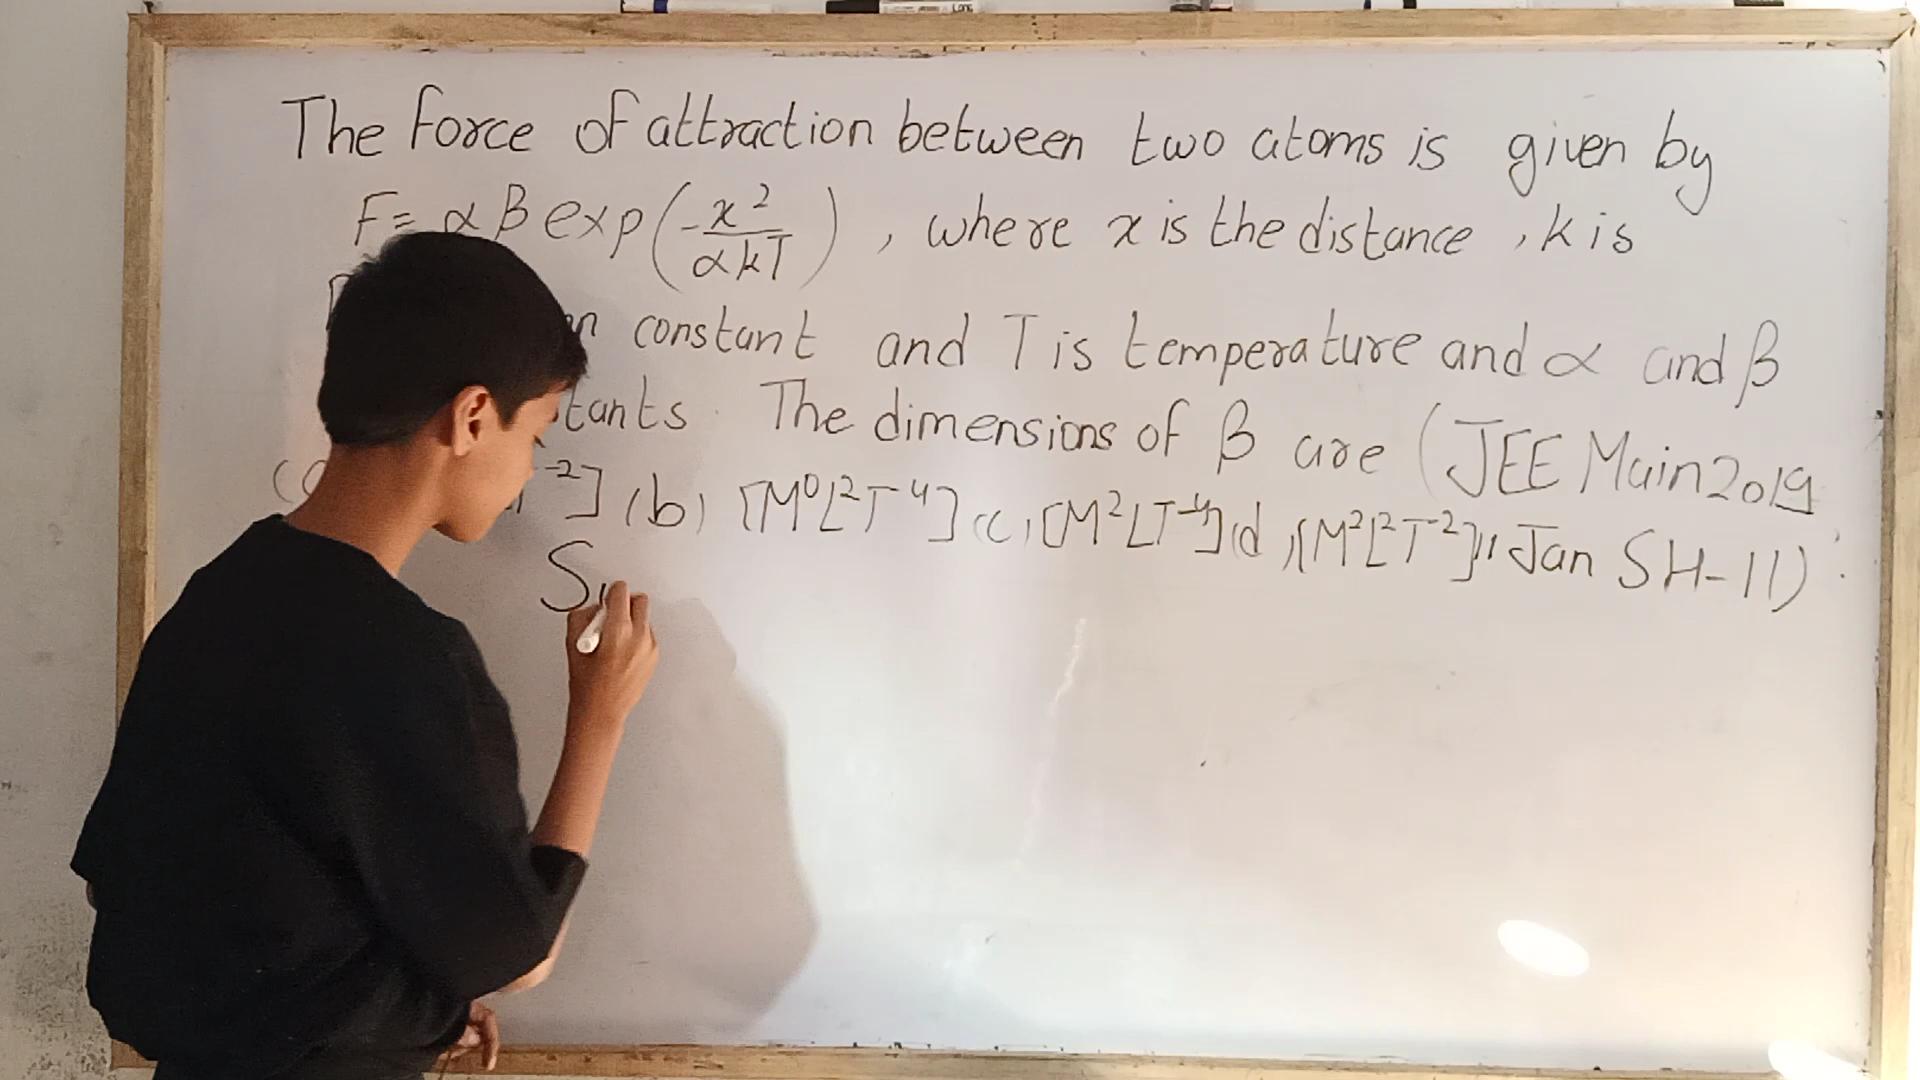 The Force of attraction between two atoms is given by
F= α β exp(-x²/αkT) , where x is the distance , k is
constant and T is temperature and α and β
The dimensions of β are (JEE Main 2019
⁻²] (b) [M⁰L²T⁻⁴] (c) [M²LT⁻⁴] (d) [M²L²T⁻²] 11 Jan SH-II)